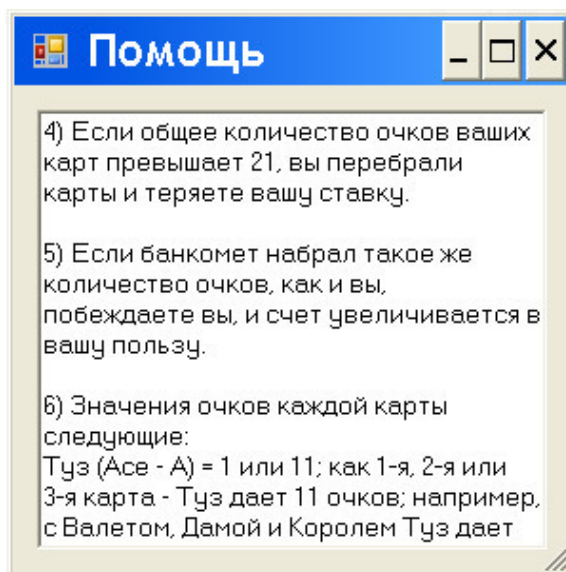 Помощь
4) Если общее количество очков ваших
карт превышает 21, вы перебрали
карты и теряете вашу ставку.
5) Если банкомет набрал такое же
количество очков, как и вы,
побеждаете вы, и счет увеличивается в
вашу пользу.
6) Значения очков каждой карты
следующие:
Туз (Ace - A) = 1 или 11; как 1-я, 2-я или
3-я карта - Туз дает 11 очков; например,
с Валетом, Дамой и Королем Туз дает